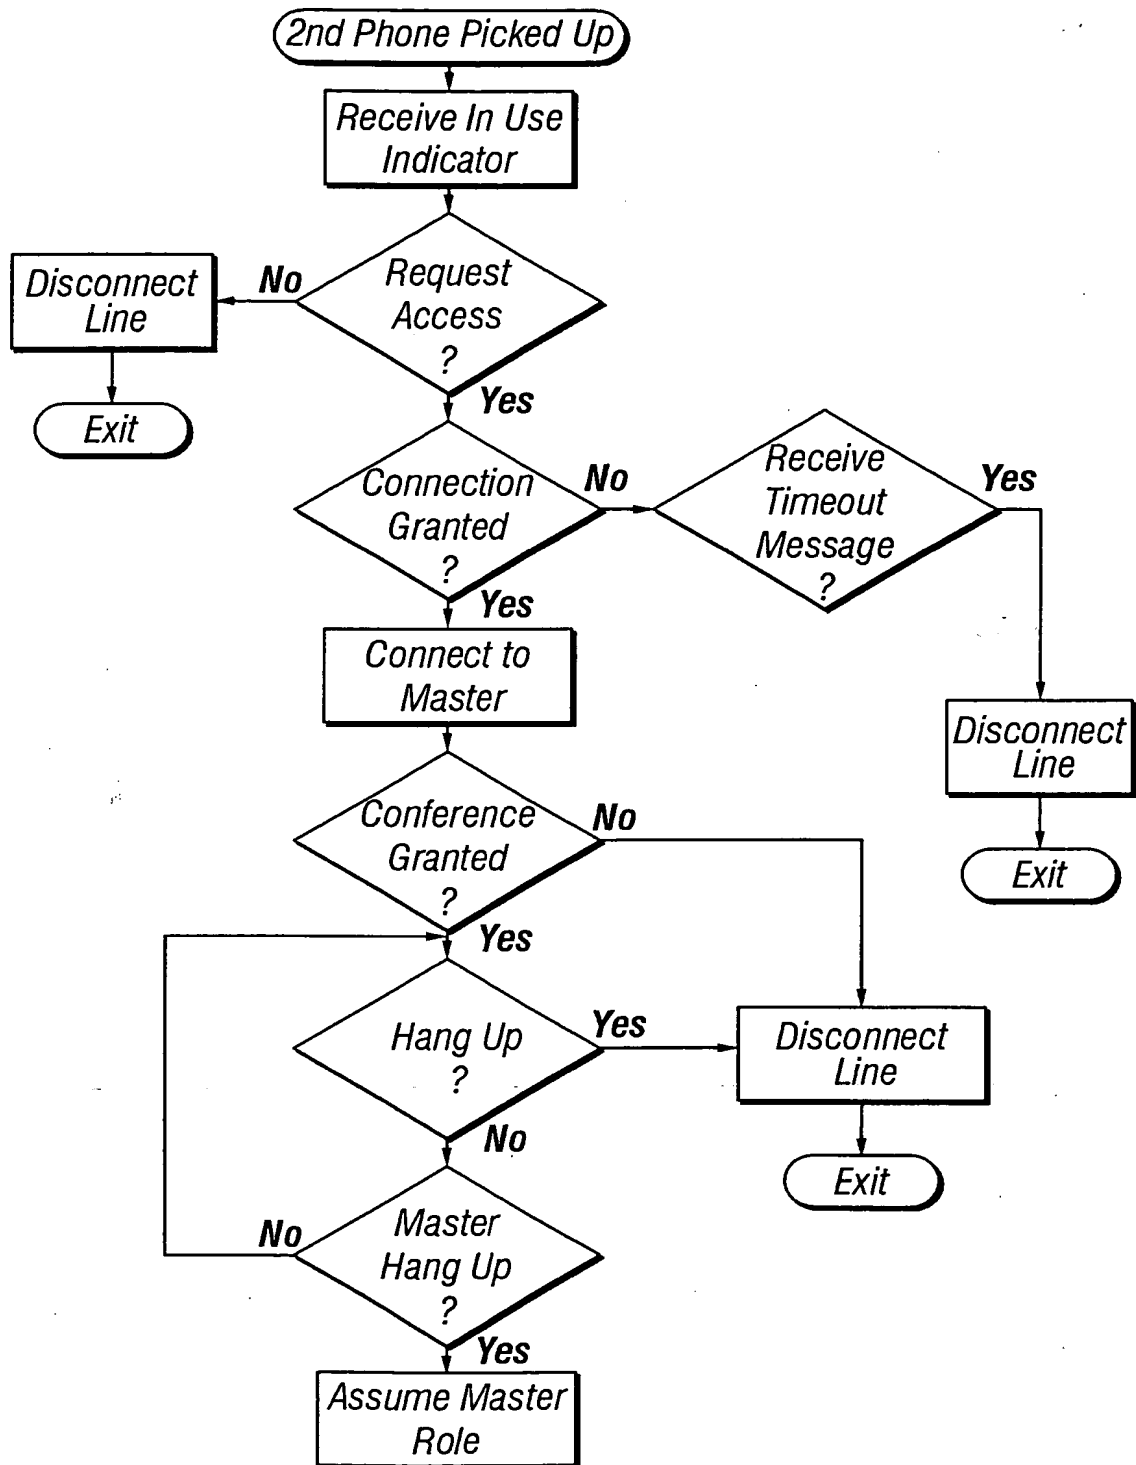 2nd Phone Picked Up
Receive In Use
Indicator
Request
Access
?
No
Disconnect
Line
Exit
Yes
Connection
Granted
?
No
Receive
Timeout
Message
?
Yes
Disconnect
Line
Exit
Yes
Connect to
Master
Conference
Granted
?
No
Yes
Hang Up
?
Yes
Disconnect
Line
Exit
No
Master
Hang Up
?
No
Yes
Assume Master
Role